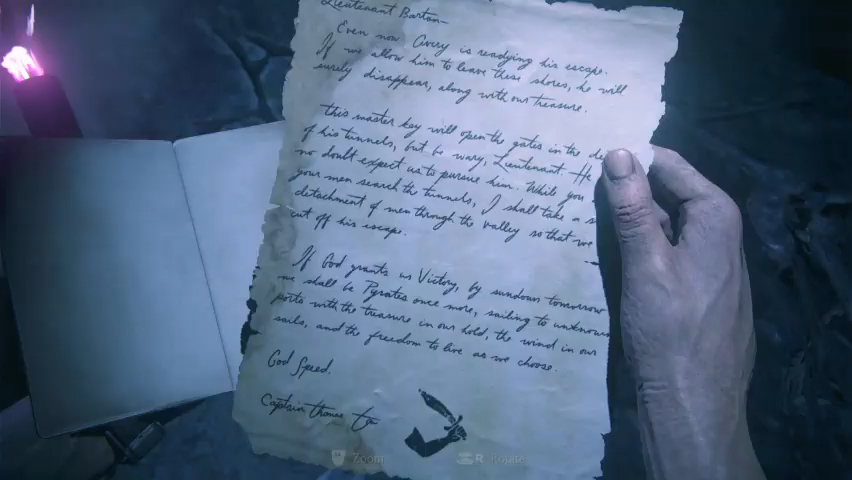 Lieutenant Burton-
Even now Avery is readying his escape.
If we allow him to leave these shores, he will
surely disappear, along with our treasure.
This master key will open the gates in the de
of his tunnels, but be wary, Lieutenant. He
no doubt expect us to pursue him. While you
your men search the tunnels, I shall take a s
detachment of men through the valley so that we
cut off his escape.
If God grants us Victory, by sundown tomorrow
we shall be Pyrates once more, sailing to unknown
ports with the treasure in our hold, the wind in our
sails, and the freedom to live as we choose.
God Speed.
Captain Thomas Tew
Zoom R Rotate